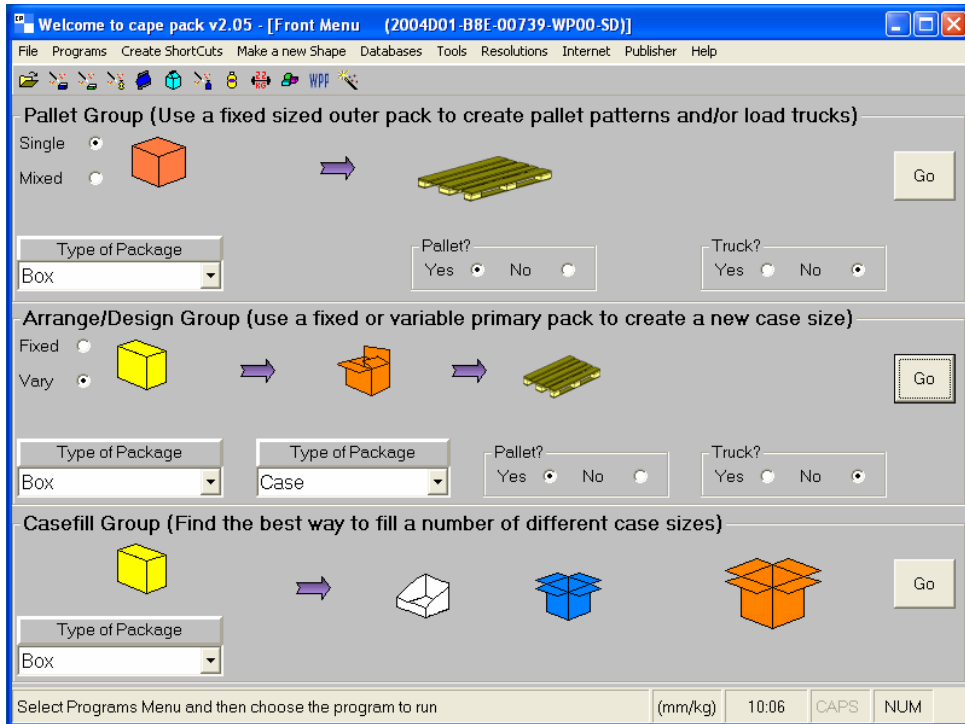 Welcome to cape pack v2.05 - [Front Menu (2004D01-B8E-00739-WP00-SD)]
File Programs Create ShortCuts Make a new Shape Databases Tools Resolutions Internet Publisher Help
WPF
Pallet Group (Use a fixed sized outer pack to create pallet patterns and/or load trucks)
Single
Mixed
Go
Type of Package
Box
Pallet?
Yes No
Truck?
Yes No
Arrange/Design Group (use a fixed or variable primary pack to create a new case size)
Fixed
Vary
Go
Type of Package
Box
Type of Package
Case
Pallet?
Yes No
Truck?
Yes No
Casefill Group (Find the best way to fill a number of different case sizes)
Go
Type of Package
Box
Select Programs Menu and then choose the program to run (mm/kg) 10:06 CAPS NUM